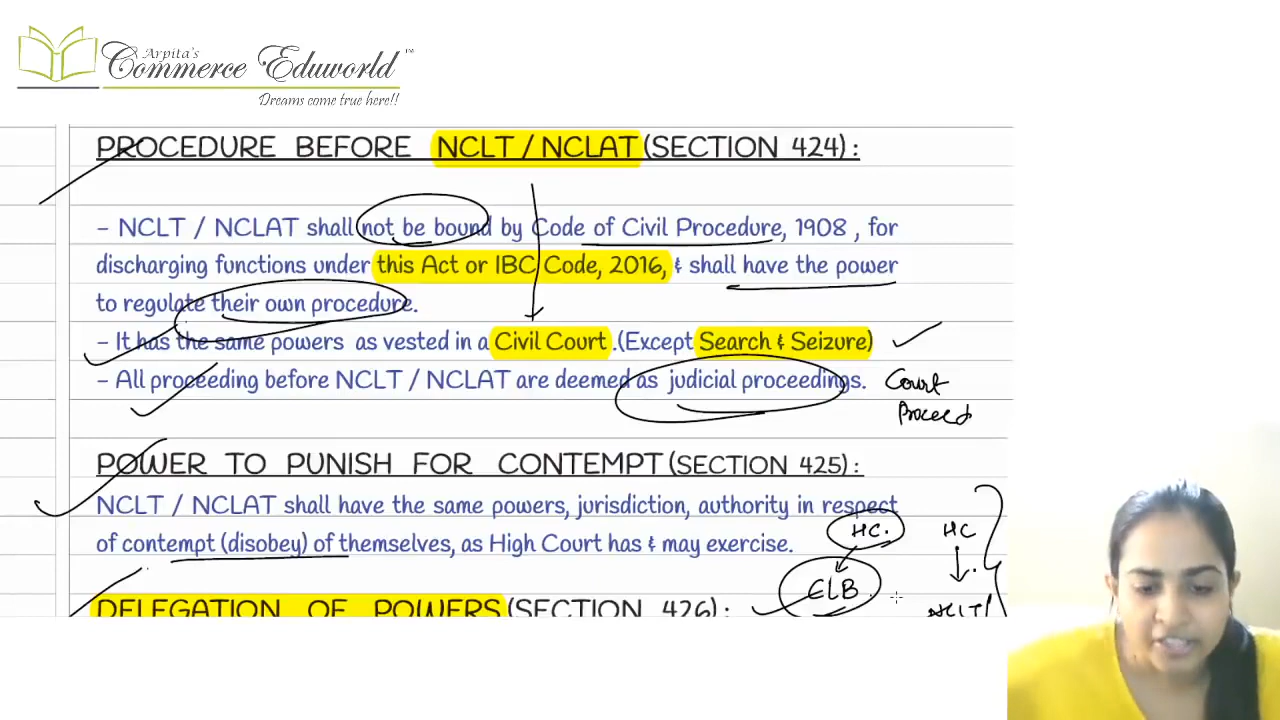 Arpita's
Commerce Eduworld™
Dreams come true here!!
PROCEDURE BEFORE NCLT / NCLAT (SECTION 424) :
– NCLT / NCLAT shall not be bound by Code of Civil Procedure, 1908 , for
discharging functions under this Act or IBC Code, 2016, & shall have the power
to regulate their own procedure.
– It has the same powers as vested in a Civil Court .(Except Search & Seizure)
– All proceeding before NCLT / NCLAT are deemed as judicial proceedings.
Court
Proceed
POWER TO PUNISH FOR CONTEMPT (SECTION 425) :
NCLT / NCLAT shall have the same powers, jurisdiction, authority in respect
of contempt (disobey) of themselves, as High Court has & may exercise.
HC. HC
CLB
NCLT/
DELEGATION OF POWERS (SECTION 426) :